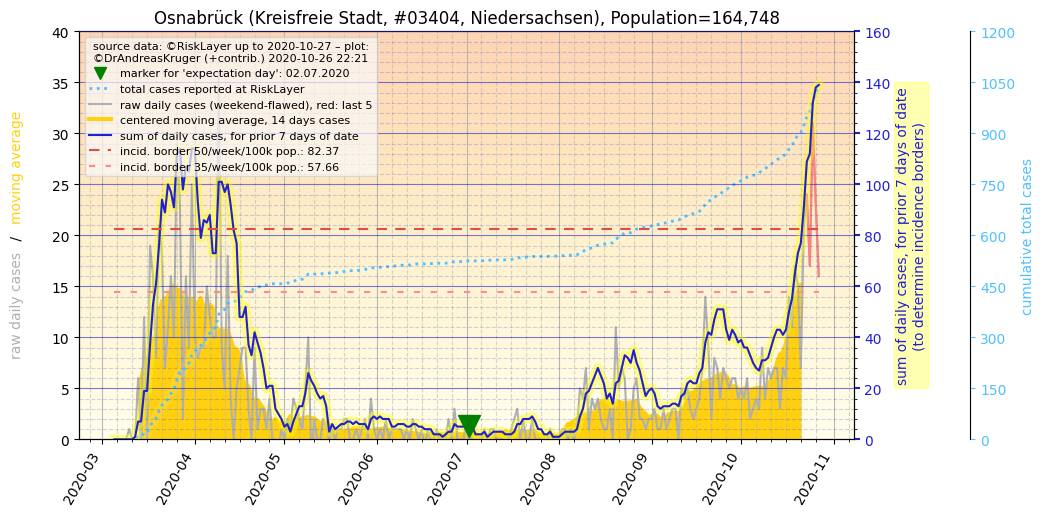 Osnabrück (Kreisfreie Stadt, #03404, Niedersachsen), Population=164,748
source data: ©RiskLayer up to 2020-10-27 – plot:
©DrAndreasKruger (+contrib.) 2020-10-26 22:21
marker for 'expectation day': 02.07.2020
total cases reported at RiskLayer
raw daily cases (weekend-flawed), red: last 5
centered moving average, 14 days cases
sum of daily cases, for prior 7 days of date
incid. border 50/week/100k pop.: 82.37
incid. border 35/week/100k pop.: 57.66
raw daily cases / moving average
40
35
30
25
20
15
10
5
0
160
140
120
100
80
60
40
20
0
sum of daily cases, for prior 7 days of date
(to determine incidence borders)
1200
1050
900
750
600
450
300
150
0
cumulative total cases
2020-03
2020-04
2020-05
2020-06
2020-07
2020-08
2020-09
2020-10
2020-11